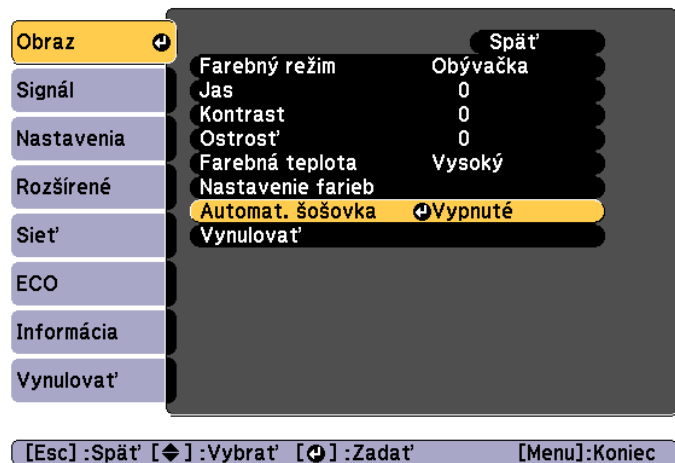 Obraz
Signál
Nastavenia
Rozšírené
Sieť
ECO
Informácia
Vynulovať
Späť
Farebný režim Obývačka
Jas 0
Kontrast 0
Ostrosť 0
Farebná teplota Vysoký
Nastavenie farieb
Automat. šošovka Vypnuté
Vynulovať
[Esc] :Späť [◆] :Vybrať [⏎] :Zadať [Menu]:Koniec